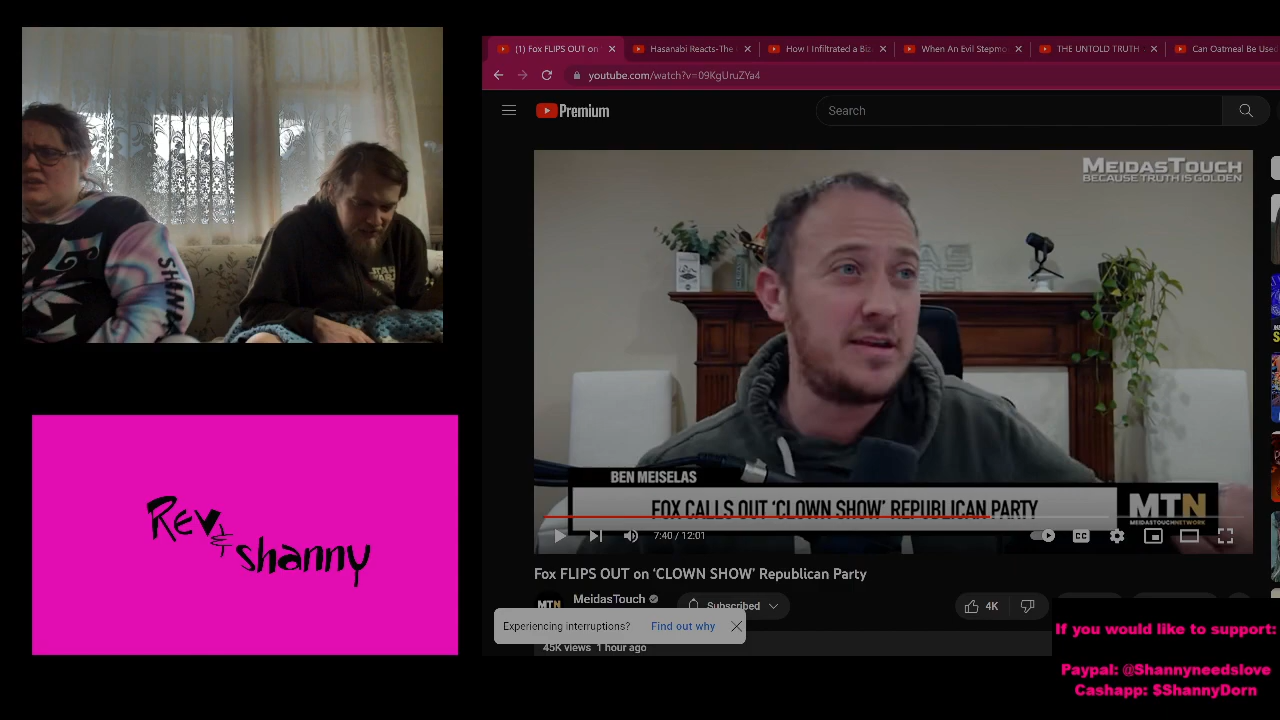 (1) Fox FLIPS OUT on
Hasanabi Reacts-The
How I Infiltrated a Biz
When An Evil Stepmo
THE UNTOLD TRUTH
Can Oatmeal Be Used
youtube.com/watch?v=09KgUruZYa4
Premium
Search
MEIDASTOUCH
BECAUSE TRUTH IS GOLDEN
STAR
WARS
BEN MEISELAS
FOX CALLS OUT ‘CLOWN SHOW’ REPUBLICAN PARTY
MTN
MEIDASTOUCHNETWORK
7:40 / 12:01
CC
Fox FLIPS OUT on ‘CLOWN SHOW’ Republican Party
MTN
MeidasTouch
Subscribed
4K
Experiencing interruptions?
Find out why
45K views 1 hour ago
Rev
&
shanny
If you would like to support:
Paypal: @Shannyneedslove
Cashapp: $ShannyDorn